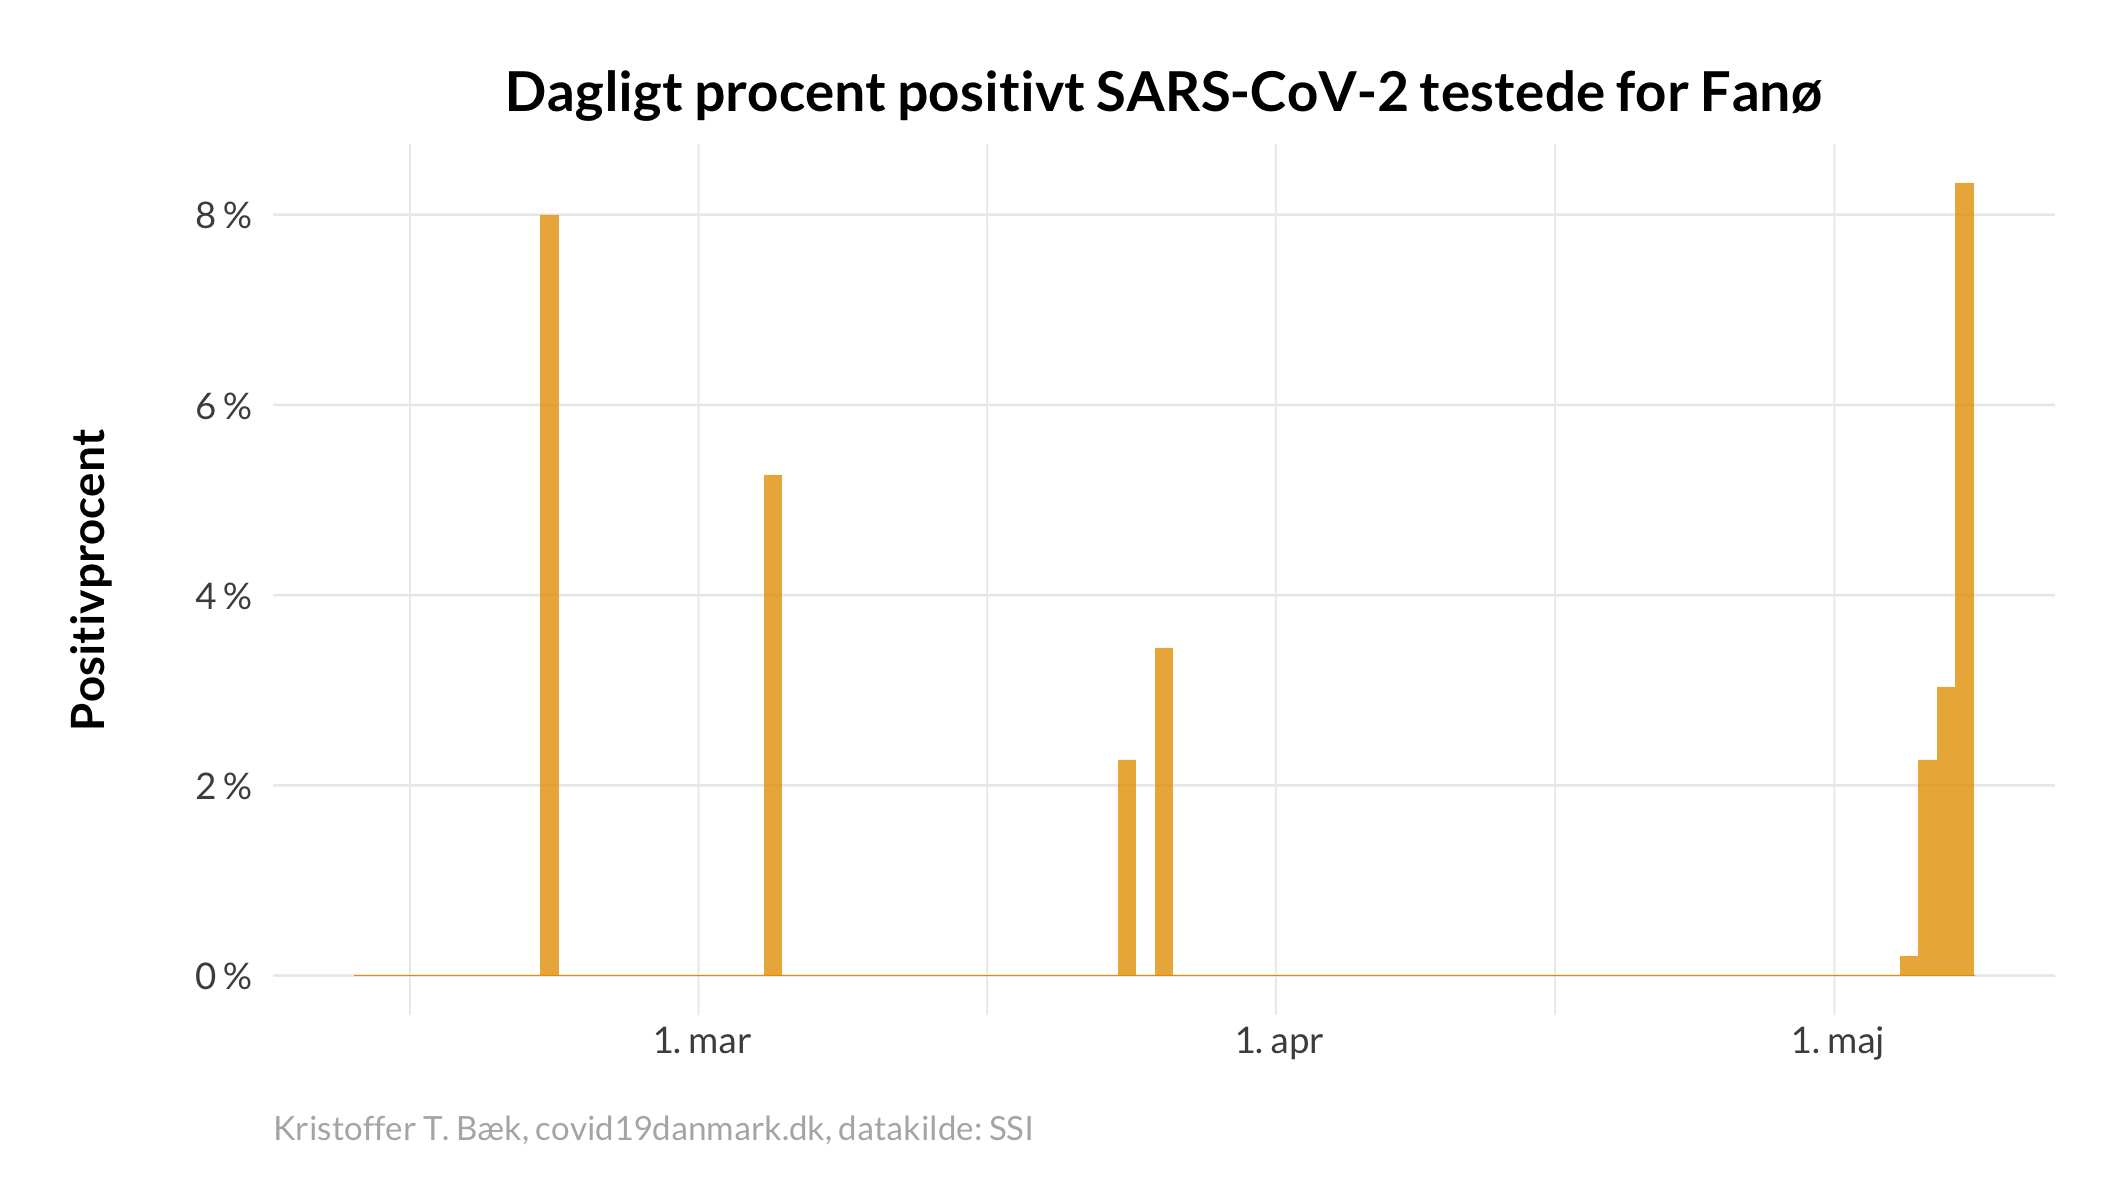 Dagligt procent positivt SARS-CoV-2 testede for Fanø
Positivprocent
8 %
6 %
4 %
2 %
0 %
1. mar
1. apr
1. maj
Kristoffer T. Bæk, covid19danmark.dk, datakilde: SSI